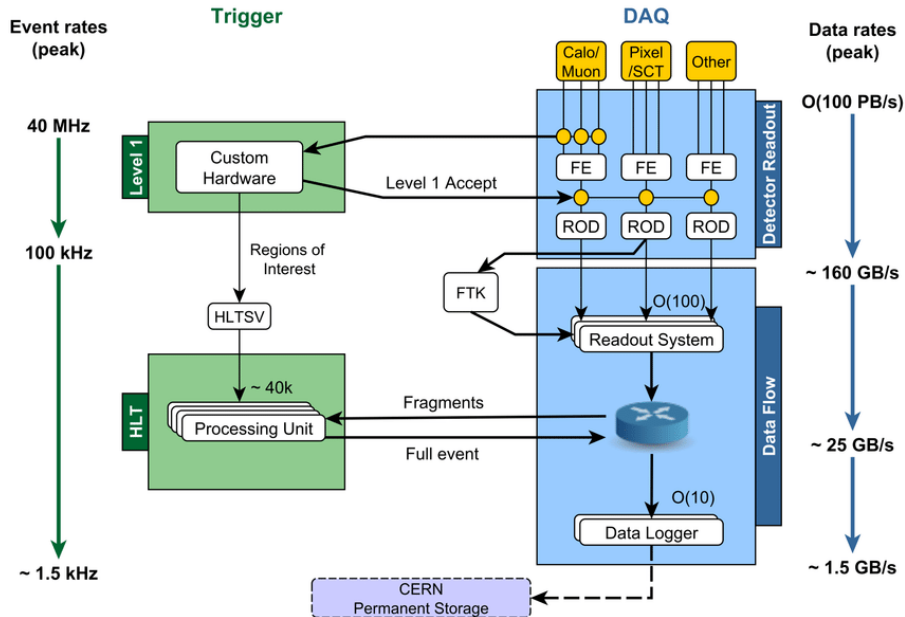 Trigger
DAQ
Event rates
(peak)
Data rates
(peak)
Calo/
Muon
Pixel
/SCT
Other
40 MHz
O(100 PB/s)
Level 1
Custom
Hardware
FE
FE
FE
Level 1 Accept
Detector Readout
ROD
ROD
ROD
100 kHz
Regions of
Interest
~ 160 GB/s
FTK
O(100)
HLTSV
Readout System
~ 40k
HLT
Processing Unit
Fragments
Full event
Data Flow
~ 25 GB/s
O(10)
Data Logger
~ 1.5 kHz
~ 1.5 GB/s
CERN
Permanent Storage